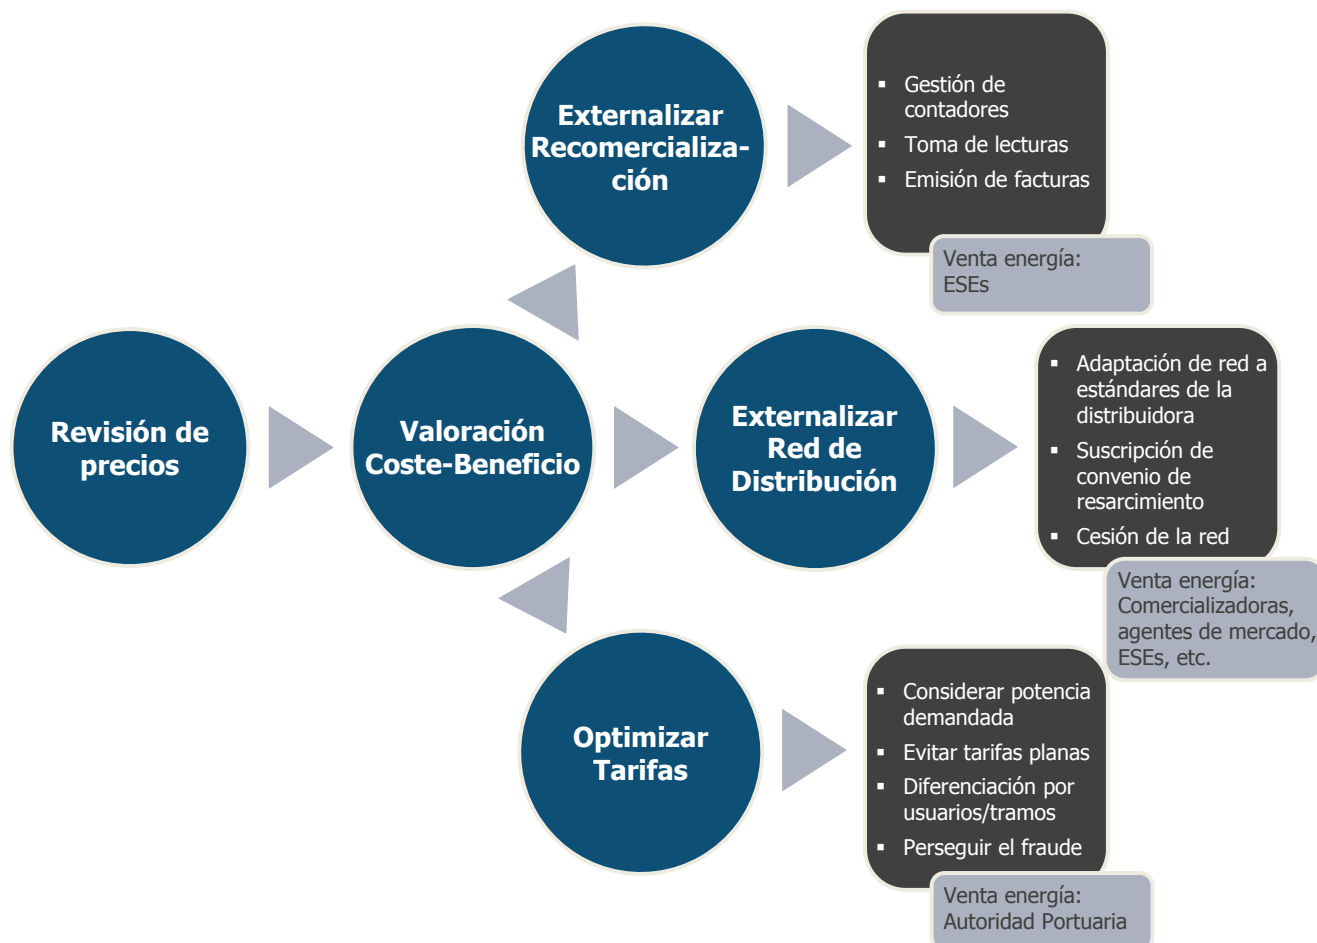 Externalizar
Recomercializa-
ción
▪ Gestión de
contadores
▪ Toma de lecturas
▪ Emisión de facturas
Venta energía:
ESEs
Revisión de
precios
Valoración
Coste-Beneficio
Externalizar
Red de
Distribución
▪ Adaptación de red a
estándares de la
distribuidora
▪ Suscripción de
convenio de
resarcimiento
▪ Cesión de la red
Venta energía:
Comercializadoras,
agentes de mercado,
ESEs, etc.
Optimizar
Tarifas
▪ Considerar potencia
demandada
▪ Evitar tarifas planas
▪ Diferenciación por
usuarios/tramos
▪ Perseguir el fraude
Venta energía:
Autoridad Portuaria